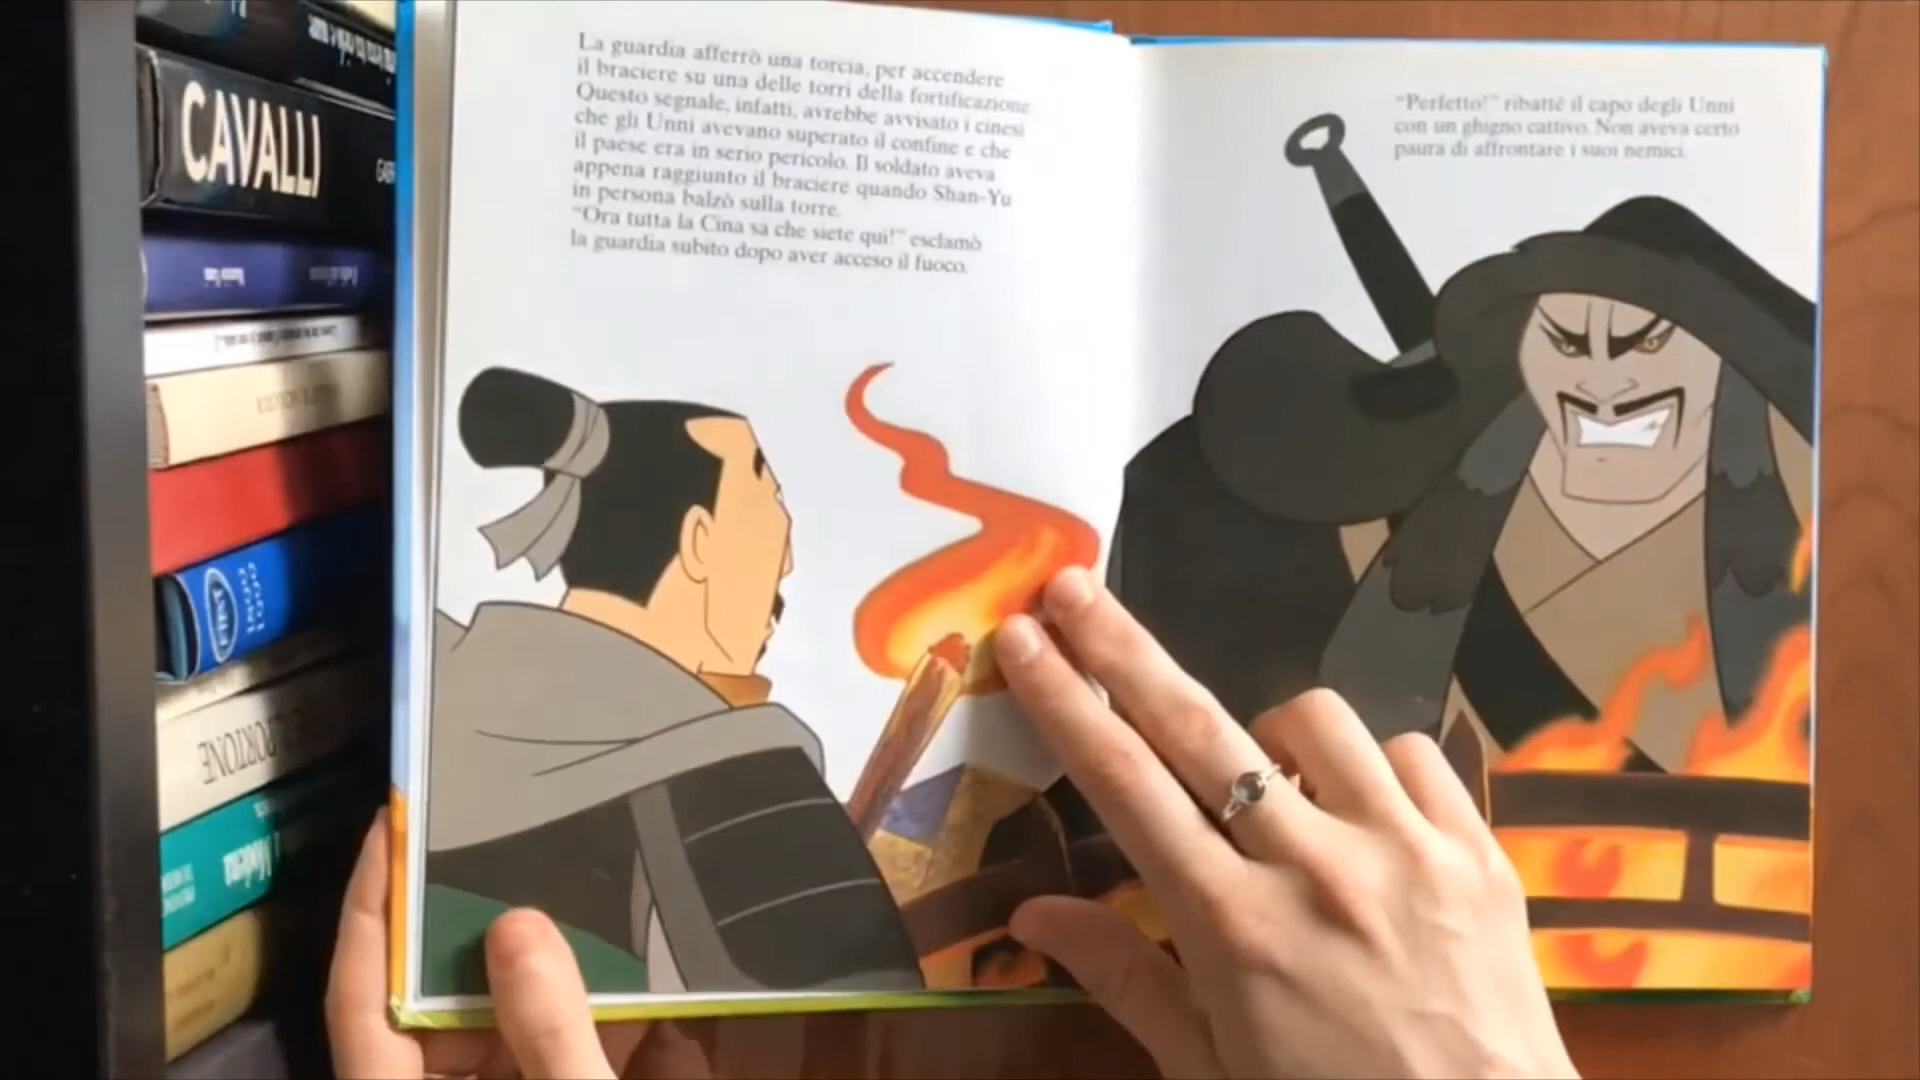 CAVALLI
La guardia afferrò una torcia, per accendere
il braciere su una delle torri della fortificazione
Questo segnale, infatti, avrebbe avvisato i cinesi
che gli Unni avevano superato il confine e che
il paese era in serio pericolo. Il soldato aveva
appena raggiunto il braciere quando Shan-Yu
in persona balzò sulla torre.
"Ora tutta la Cina sa che siete qui!" esclamò
la guardia subito dopo aver acceso il fuoco.
"Perfetto!" ribatté il capo degli Unni
con un ghigno cattivo. Non aveva certo
paura di affrontare i suoi nemici.